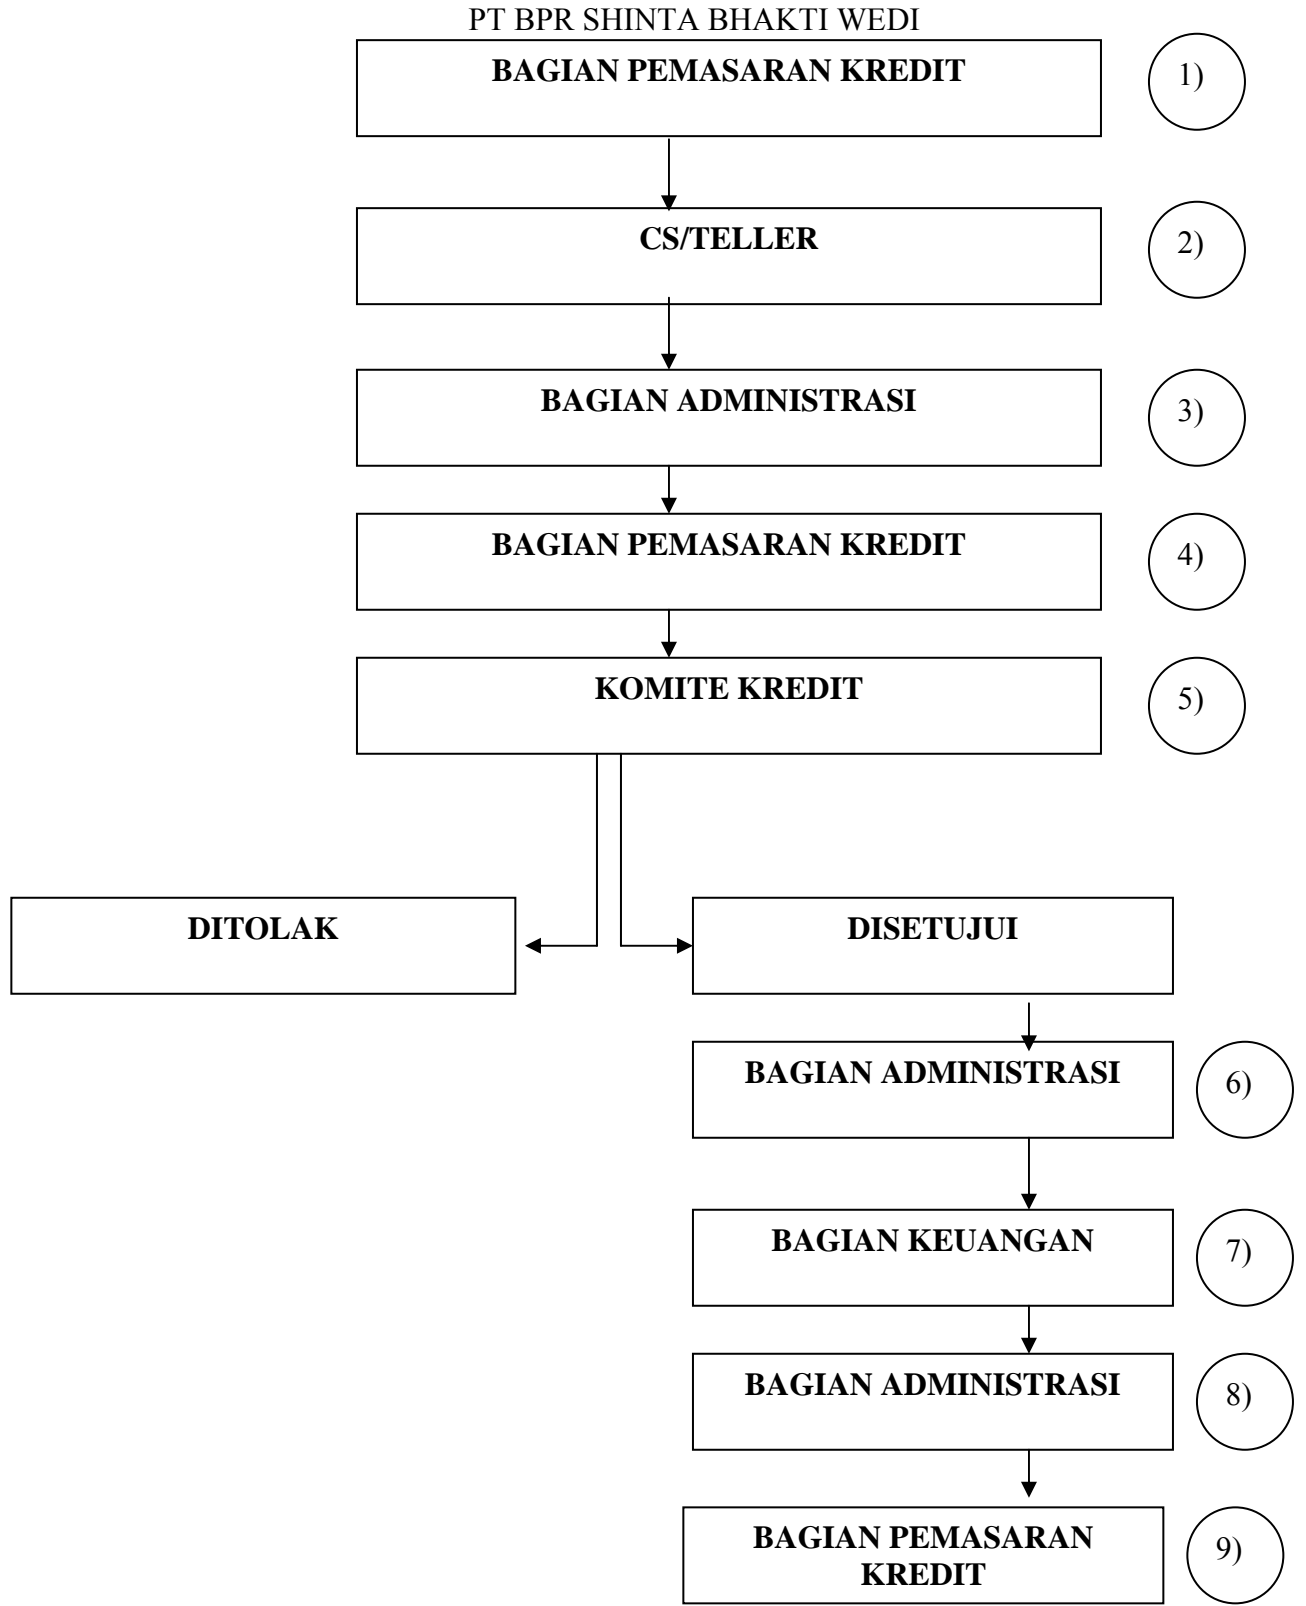 PT BPR SHINTA BHAKTI WEDI
BAGIAN PEMASARAN KREDIT
1)
CS/TELLER
2)
BAGIAN ADMINISTRASI
3)
BAGIAN PEMASARAN KREDIT
4)
KOMITE KREDIT
5)
DITOLAK
DISETUJUI
BAGIAN ADMINISTRASI
6)
BAGIAN KEUANGAN
7)
BAGIAN ADMINISTRASI
8)
BAGIAN PEMASARAN
KREDIT
9)